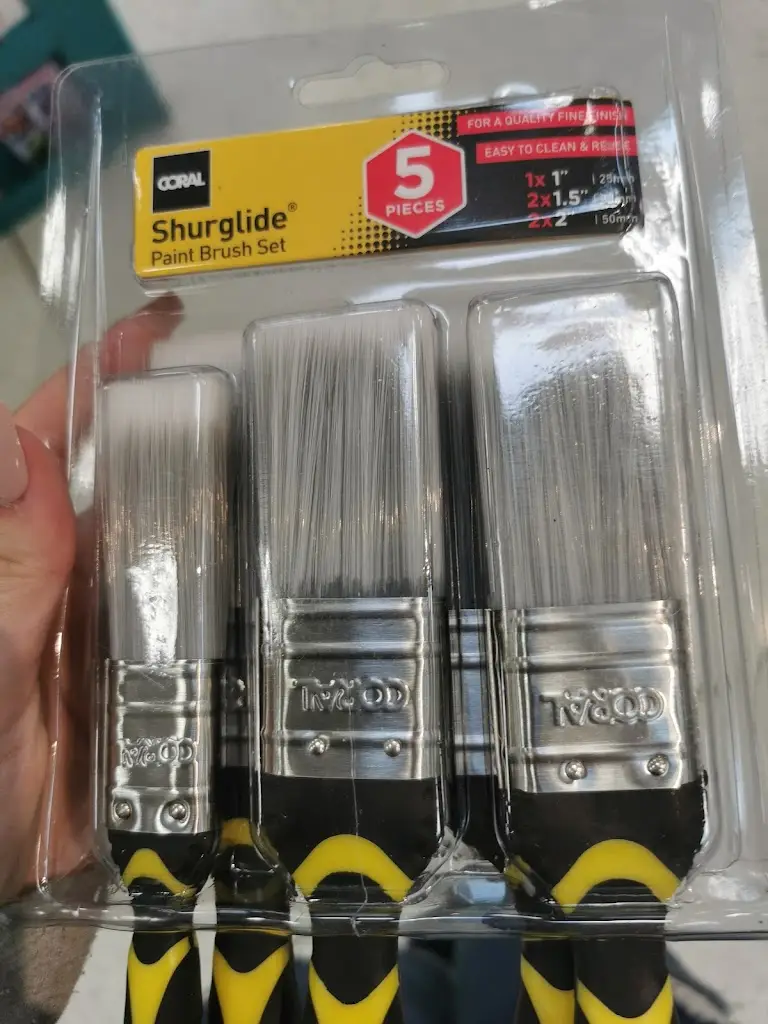 FOR A QUALITY FINE FINISH
EASY TO CLEAN & REUSE
CORAL
5
PIECES
1x 1" | 25mm
2x 1.5"
2x 2" | 50mm
Shurglide®
Paint Brush Set
CORAL
CORAL
CORAL